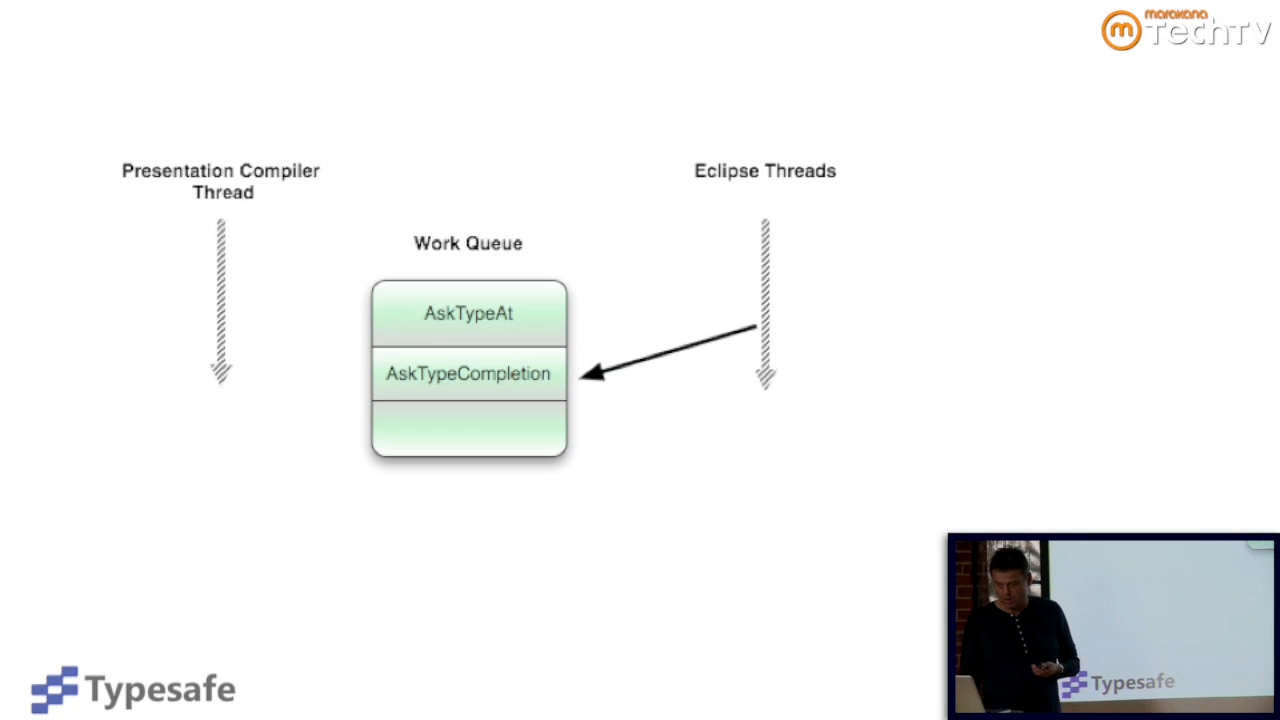 marakana
TechTV
Presentation Compiler
Thread
Eclipse Threads
Work Queue
AskTypeAt
AskTypeCompletion
Typesafe
Typesafe